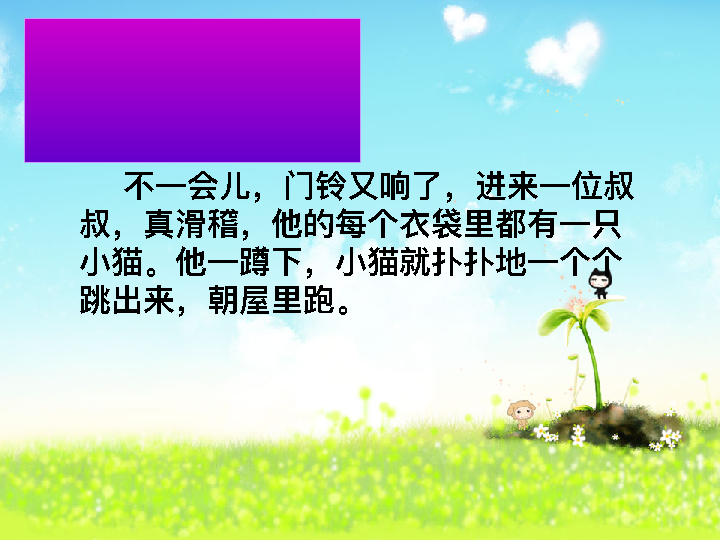 不一会儿，门铃又响了，进来一位叔
叔，真滑稽，他的每个衣袋里都有一只
小猫。他一蹲下，小猫就扑扑地一个个
跳出来，朝屋里跑。